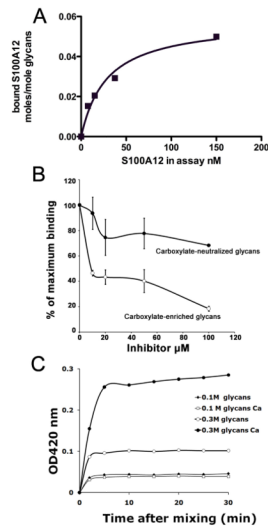 A
bound S100A12
moles/mole glycans
0.06
0.04
0.02
0.00
0 50 100 150 200
S100A12 in assay nM
B
% of maximum binding
120
100
80
60
40
20
0
Carboxylate-neutralized glycans
Carboxylate-enriched glycans
0 20 40 60 80 100 120
Inhibitor µM
C
OD420 nm
0.3
0.2
0.1
0
0.1M glycans
0.1 M glycans Ca
0.3M glycans
0.3M glycans Ca
0 10 20 30
Time after mixing (min)